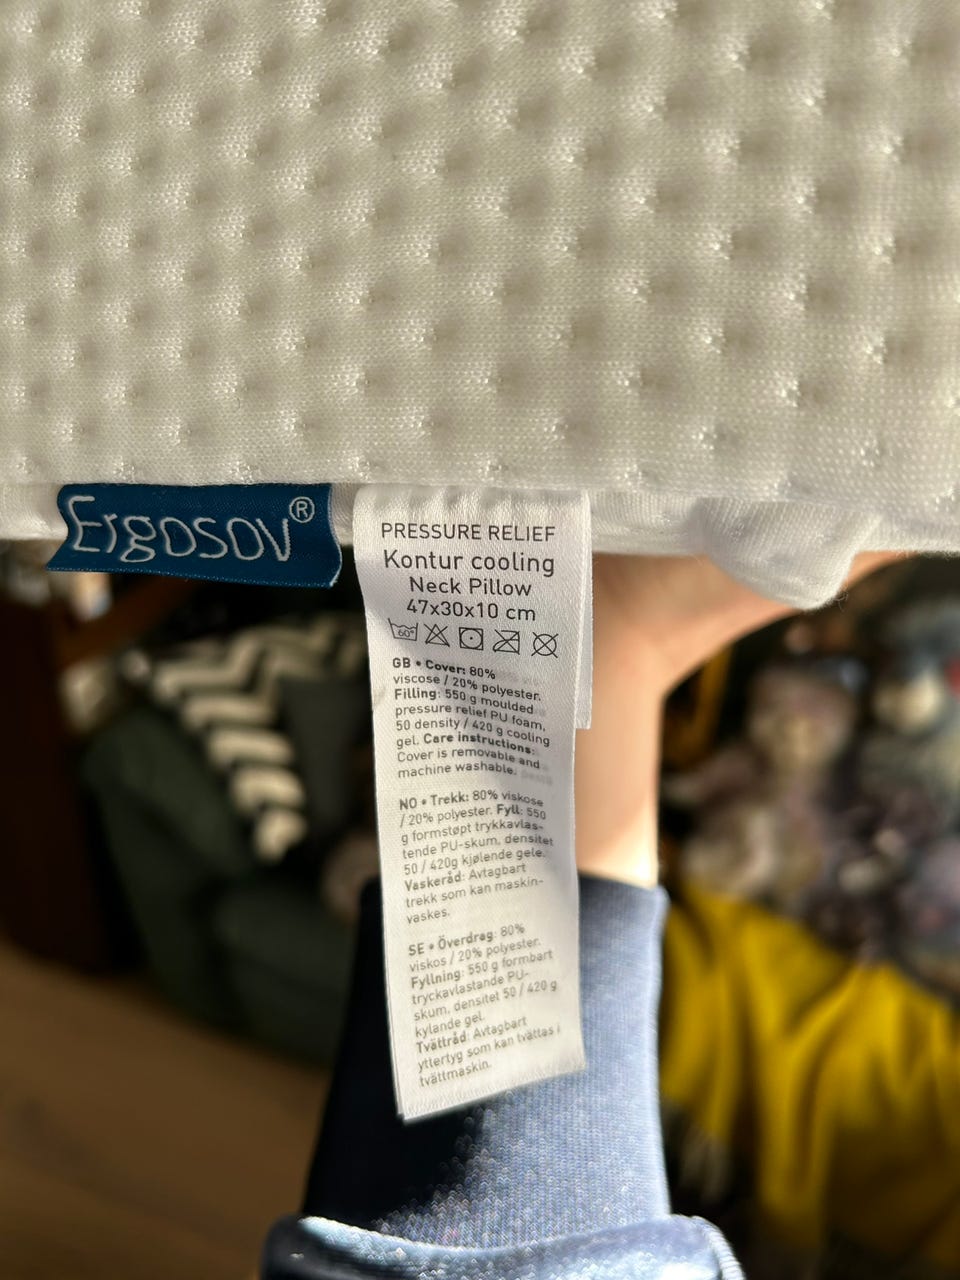 Ergosov®
PRESSURE RELIEF
Kontur cooling
Neck Pillow
47x30x10 cm
60°
GB • Cover: 80%
viscose / 20% polyester.
Filling: 550 g moulded
pressure relief PU foam,
50 density / 420 g cooling
gel. Care instructions:
Cover is removable and
machine washable.
NO • Trekk: 80% viskose
/ 20% polyester. Fyll: 550
g formstøpt trykkavlas-
tende PU-skum, densitet
50 / 420g kjølende gele.
Vaskeråd: Avtagbart
trekk som kan maskin-
vaskes.
SE • Överdrag: 80%
viskos / 20% polyester.
Fyllning: 550 g formbart
tryckavlastande PU-
skum, densitet 50 / 420 g
kylande gel.
Tvättråd: Avtagbart
yttertyg som kan tvättas i
tvättmaskin.